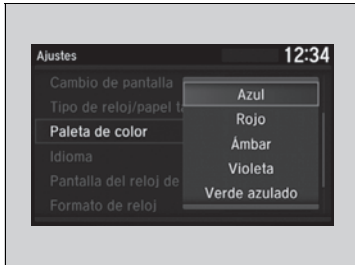 Ajustes
12:34
Cambio de pantalla
Tipo de reloj/papel
Paleta de color
Idioma
Pantalla del reloj de
Formato de reloj
Azul
Rojo
Ámbar
Violeta
Verde azulado